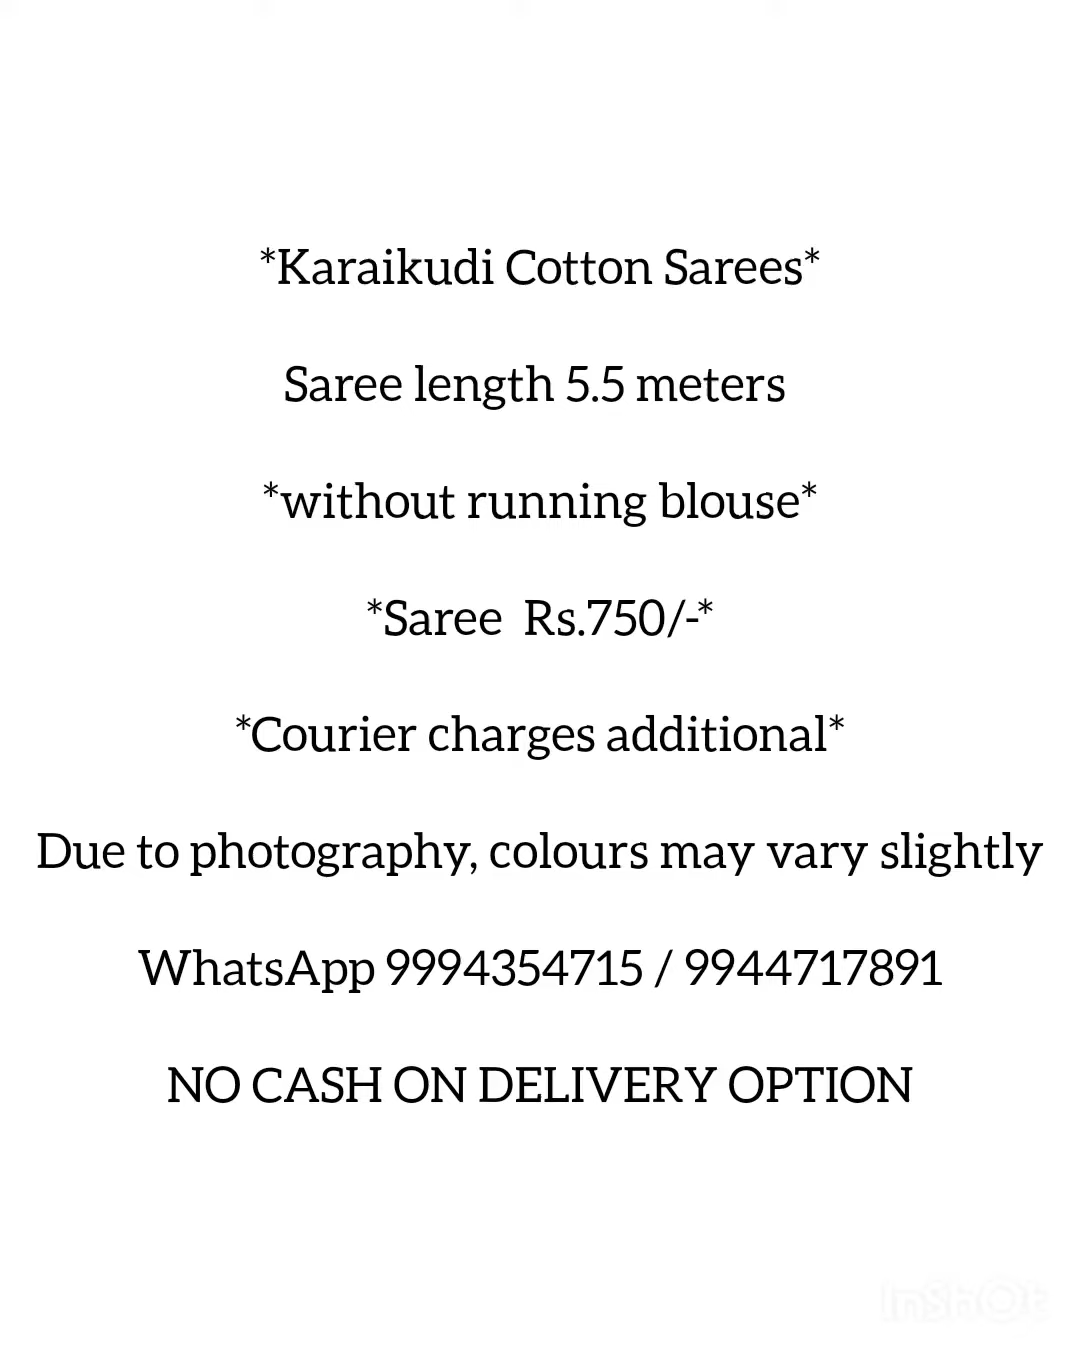 *Karaikudi Cotton Sarees*
Saree length 5.5 meters
*without running blouse*
*Saree  Rs.750/-*
*Courier charges additional*
Due to photography, colours may vary slightly
WhatsApp 9994354715 / 9944717891
NO CASH ON DELIVERY OPTION
InShOt